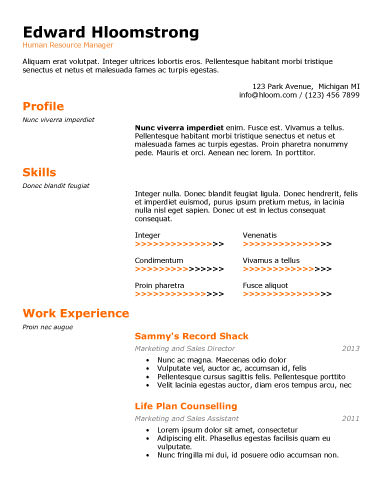 Edward Hloomstrong
Human Resource Manager
Aliquam erat volutpat. Integer ultrices lobortis eros. Pellentesque habitant morbi tristique
senectus et netus et malesuada fames ac turpis egestas.
123 Park Avenue, Michigan MI
info@hloom.com / (123) 456 7899
Profile
Nunc viverra imperdiet
Nunc viverra imperdiet enim. Fusce est. Vivamus a tellus.
Pellentesque habitant morbi tristique senectus et netus et
malesuada fames ac turpis egestas. Proin pharetra nonummy
pede. Mauris et orci. Aenean nec lorem. In porttitor.
Skills
Donec blandit feugiat
Integer nulla. Donec blandit feugiat ligula. Donec hendrerit, felis
et imperdiet euismod, purus ipsum pretium metus, in lacinia
nulla nisl eget sapien. Donec ut est in lectus consequat
consequat.
Integer
>>>>>>>>>>>>>>>
Venenatis
>>>>>>>>>>>>>>>
Condimentum
>>>>>>>>>>>>>>>
Vivamus a tellus
>>>>>>>>>>>>>>>
Proin pharetra
>>>>>>>>>>>>>>>
Fusce aliquot
>>>>>>>>>>>>>>>
Work Experience
Proin nec augue
Sammy's Record Shack
Marketing and Sales Director 2013
• Nunc ac magna. Maecenas odio dolor
• Vulputate vel, auctor ac, accumsan id, felis
• Pellentesque cursus sagittis felis. Pellentesque porttito
• Velit lacinia egestas auctor, diam eros tempus arcu, nec
Life Plan Counselling
Marketing and Sales Assistant 2011
• Lorem ipsum dolor sit amet, consectetur
• Adipiscing elit. Phasellus egestas facilisis quam eu
vulputate.
• Nunc fringilla mi sed mi. id posuere odio accumsan non.